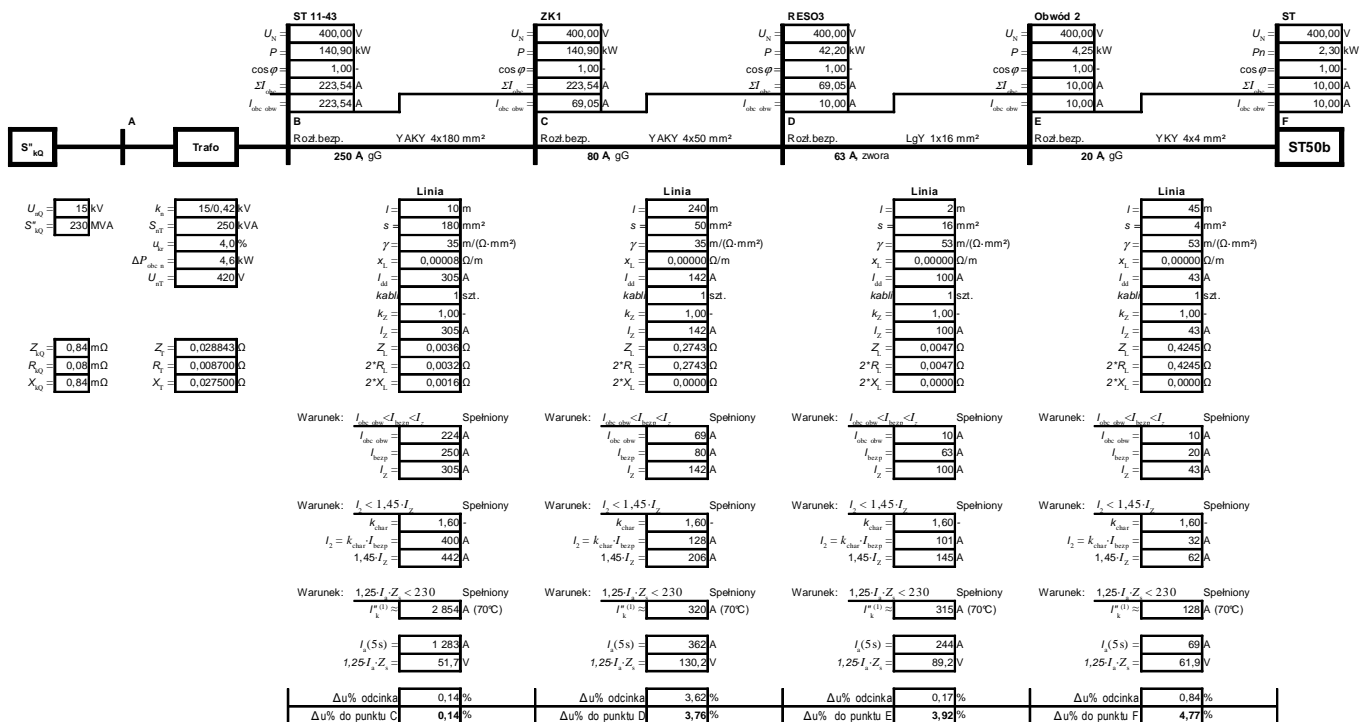 ST 11-43 ZK1 RESO3 Obwód 2 ST
U_N = 400,00 V U_N = 400,00 V U_N = 400,00 V U_N = 400,00 V U_N = 400,00 V
P = 140,90 kW P = 140,90 kW P = 42,20 kW P = 4,25 kW Pn = 2,30 kW
cosφ = 1,00 - cosφ = 1,00 - cosφ = 1,00 - cosφ = 1,00 - cosφ = 1,00 -
ΣI_obc = 223,54 A ΣI_obc = 223,54 A ΣI_obc = 69,05 A ΣI_obc = 10,00 A ΣI_obc = 10,00 A
I_obc obw = 223,54 A I_obc obw = 69,05 A I_obc obw = 10,00 A I_obc obw = 10,00 A I_obc obw = 10,00 A
A B C D E F
S"_kQ Trafo Rozł.bezp. YAKY 4x180 mm² Rozł.bezp. YAKY 4x50 mm² Rozł.bezp. LgY 1x16 mm² Rozł.bezp. YKY 4x4 mm² ST50b
250 A, gG 80 A, gG 63 A, zwora 20 A, gG
Linia Linia Linia Linia
U_nQ = 15 kV k_n = 15/0,42 kV l = 10 m l = 240 m l = 2 m l = 45 m
S"_kQ = 230 MVA S_nT = 250 kVA s = 180 mm² s = 50 mm² s = 16 mm² s = 4 mm²
u_kr = 4,0 % γ = 35 m/(Ω·mm²) γ = 35 m/(Ω·mm²) γ = 53 m/(Ω·mm²) γ = 53 m/(Ω·mm²)
ΔP_obc n = 4,6 kW x_L = 0,00008 Ω/m x_L = 0,00000 Ω/m x_L = 0,00000 Ω/m x_L = 0,00000 Ω/m
U_nT = 420 V I_dd = 305 A I_dd = 142 A I_dd = 100 A I_dd = 43 A
kabli 1 szt. kabli 1 szt. kabli 1 szt. kabli 1 szt.
k_Z = 1,00 - k_Z = 1,00 - k_Z = 1,00 - k_Z = 1,00 -
I_Z = 305 A I_Z = 142 A I_Z = 100 A I_Z = 43 A
Z_kQ = 0,84 mΩ Z_T = 0,028843 Ω Z_L = 0,0036 Ω Z_L = 0,2743 Ω Z_L = 0,0047 Ω Z_L = 0,4245 Ω
R_kQ = 0,08 mΩ R_T = 0,008700 Ω 2*R_L = 0,0032 Ω 2*R_L = 0,2743 Ω 2*R_L = 0,0047 Ω 2*R_L = 0,4245 Ω
X_kQ = 0,84 mΩ X_T = 0,027500 Ω 2*X_L = 0,0016 Ω 2*X_L = 0,0000 Ω 2*X_L = 0,0000 Ω 2*X_L = 0,0000 Ω
Warunek: I_obc obw<I_bezp<I_z Spełniony Warunek: I_obc obw<I_bezp<I_z Spełniony Warunek: I_obc obw<I_bezp<I_z Spełniony Warunek: I_obc obw<I_bezp<I_z Spełniony
I_obc obw = 224 A I_obc obw = 69 A I_obc obw = 10 A I_obc obw = 10 A
I_bezp = 250 A I_bezp = 80 A I_bezp = 63 A I_bezp = 20 A
I_Z = 305 A I_Z = 142 A I_Z = 100 A I_Z = 43 A
Warunek: I_2 < 1,45·I_Z Spełniony Warunek: I_2 < 1,45·I_Z Spełniony Warunek: I_2 < 1,45·I_Z Spełniony Warunek: I_2 < 1,45·I_Z Spełniony
k_char = 1,60 - k_char = 1,60 - k_char = 1,60 - k_char = 1,60 -
I_2 = k_char·I_bezp = 400 A I_2 = k_char·I_bezp = 128 A I_2 = k_char·I_bezp = 101 A I_2 = k_char·I_bezp = 32 A
1,45·I_Z = 442 A 1,45·I_Z = 206 A 1,45·I_Z = 145 A 1,45·I_Z = 62 A
Warunek: 1,25·I_a·Z_s < 230 Spełniony Warunek: 1,25·I_a·Z_s < 230 Spełniony Warunek: 1,25·I_a·Z_s < 230 Spełniony Warunek: 1,25·I_a·Z_s < 230 Spełniony
I"_k^(1) ≈ 2 854 A (70°C) I"_k^(1) ≈ 320 A (70°C) I"_k^(1) ≈ 315 A (70°C) I"_k^(1) ≈ 128 A (70°C)
I_a(5s) = 1 283 A I_a(5s) = 362 A I_a(5s) = 244 A I_a(5s) = 69 A
1,25·I_a·Z_s = 51,7 V 1,25·I_a·Z_s = 130,2 V 1,25·I_a·Z_s = 89,2 V 1,25·I_a·Z_s = 61,9 V
Δu% odcinka 0,14 % Δu% odcinka 3,62 % Δu% odcinka 0,17 % Δu% odcinka 0,84 %
Δu% do punktu C 0,14 % Δu% do punktu D 3,76 % Δu% do punktu E 3,92 % Δu% do punktu F 4,77 %